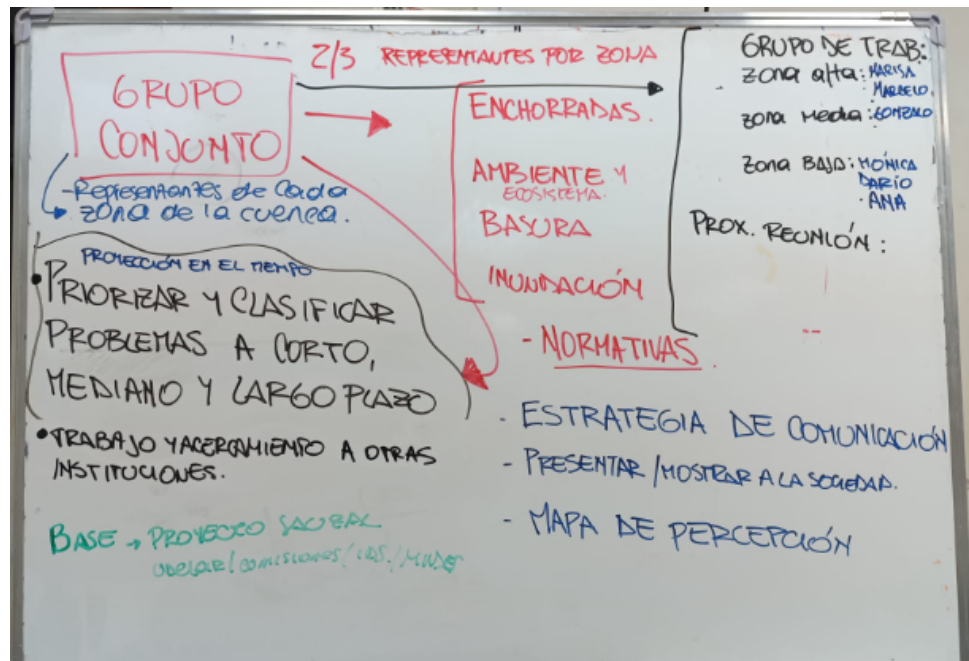 GRUPO
CONJUNTO
- Representantes de Cada
zona de la cuenca.
2/3 REPRESENTANTES POR ZONA
ENCHORRADAS.
AMBIENTE Y
ECOSISTEMA.
BASURA
INUNDACIÓN
- NORMATIVAS
GRUPO DE TRAB:
zona alta: MARISA
MARCELO.
zona media: GONZALO
zona BAJA: MÓNICA
DARÍO
· ANA
PROX. REUNIÓN:
--
PROYECCIÓN EN EL TIEMPO
• PRIORIZAR Y CLASIFICAR
PROBLEMAS A CORTO,
MEDIANO Y LARGO PLAZO
• TRABAJO Y ACERCAMIENTO A OTRAS
INSTITUCIONES.
BASE → PROYECTO
udelar/comisiones/
- ESTRATEGIA DE COMUNICACIÓN
- PRESENTAR/MOSTRAR A LA SOCIEDAD.
- MAPA DE PERCEPCIÓN